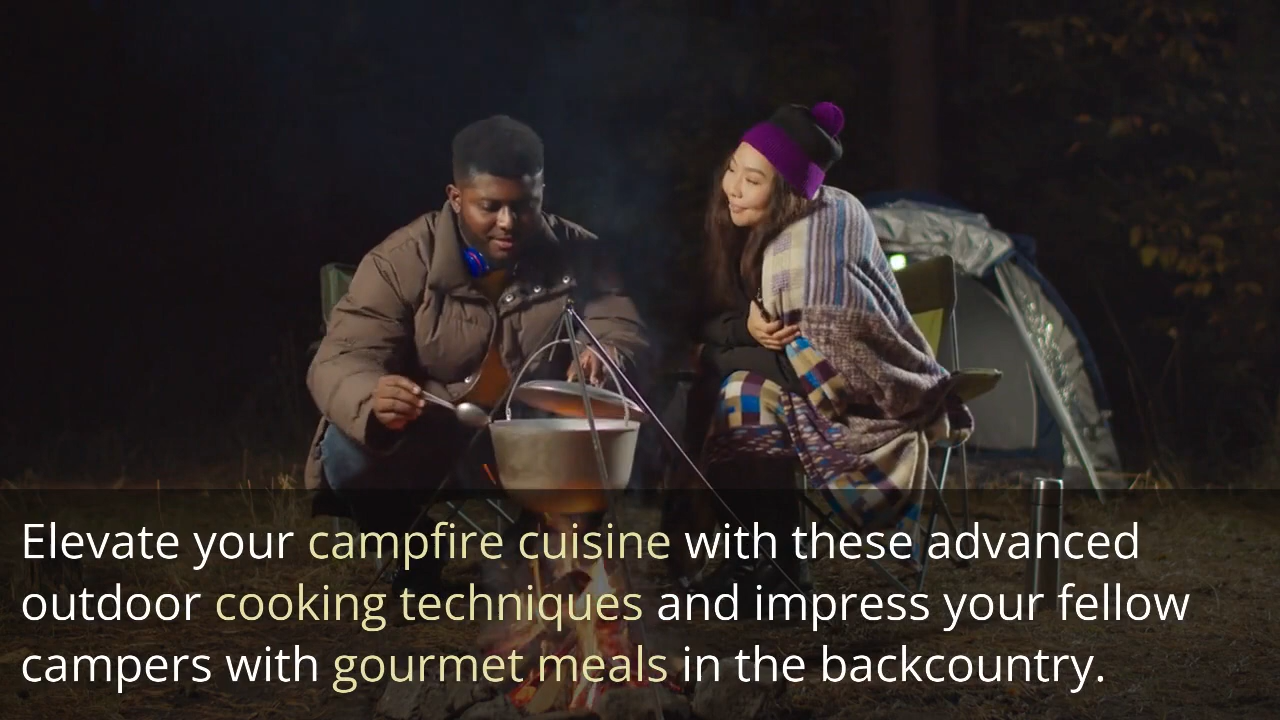 Elevate your campfire cuisine with these advanced
outdoor cooking techniques and impress your fellow
campers with gourmet meals in the backcountry.